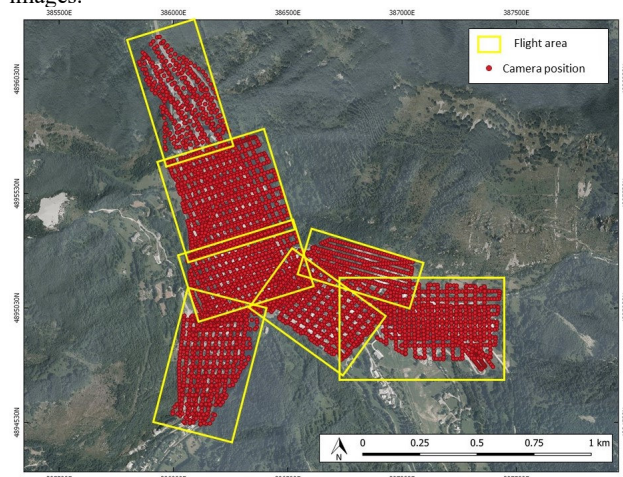 images.
385500E 386000E 386500E 387000E 387500E
Flight area
Camera position
4896030N
4895530N
4895030N
4894530N
0 0.25 0.5 0.75 1 km
N